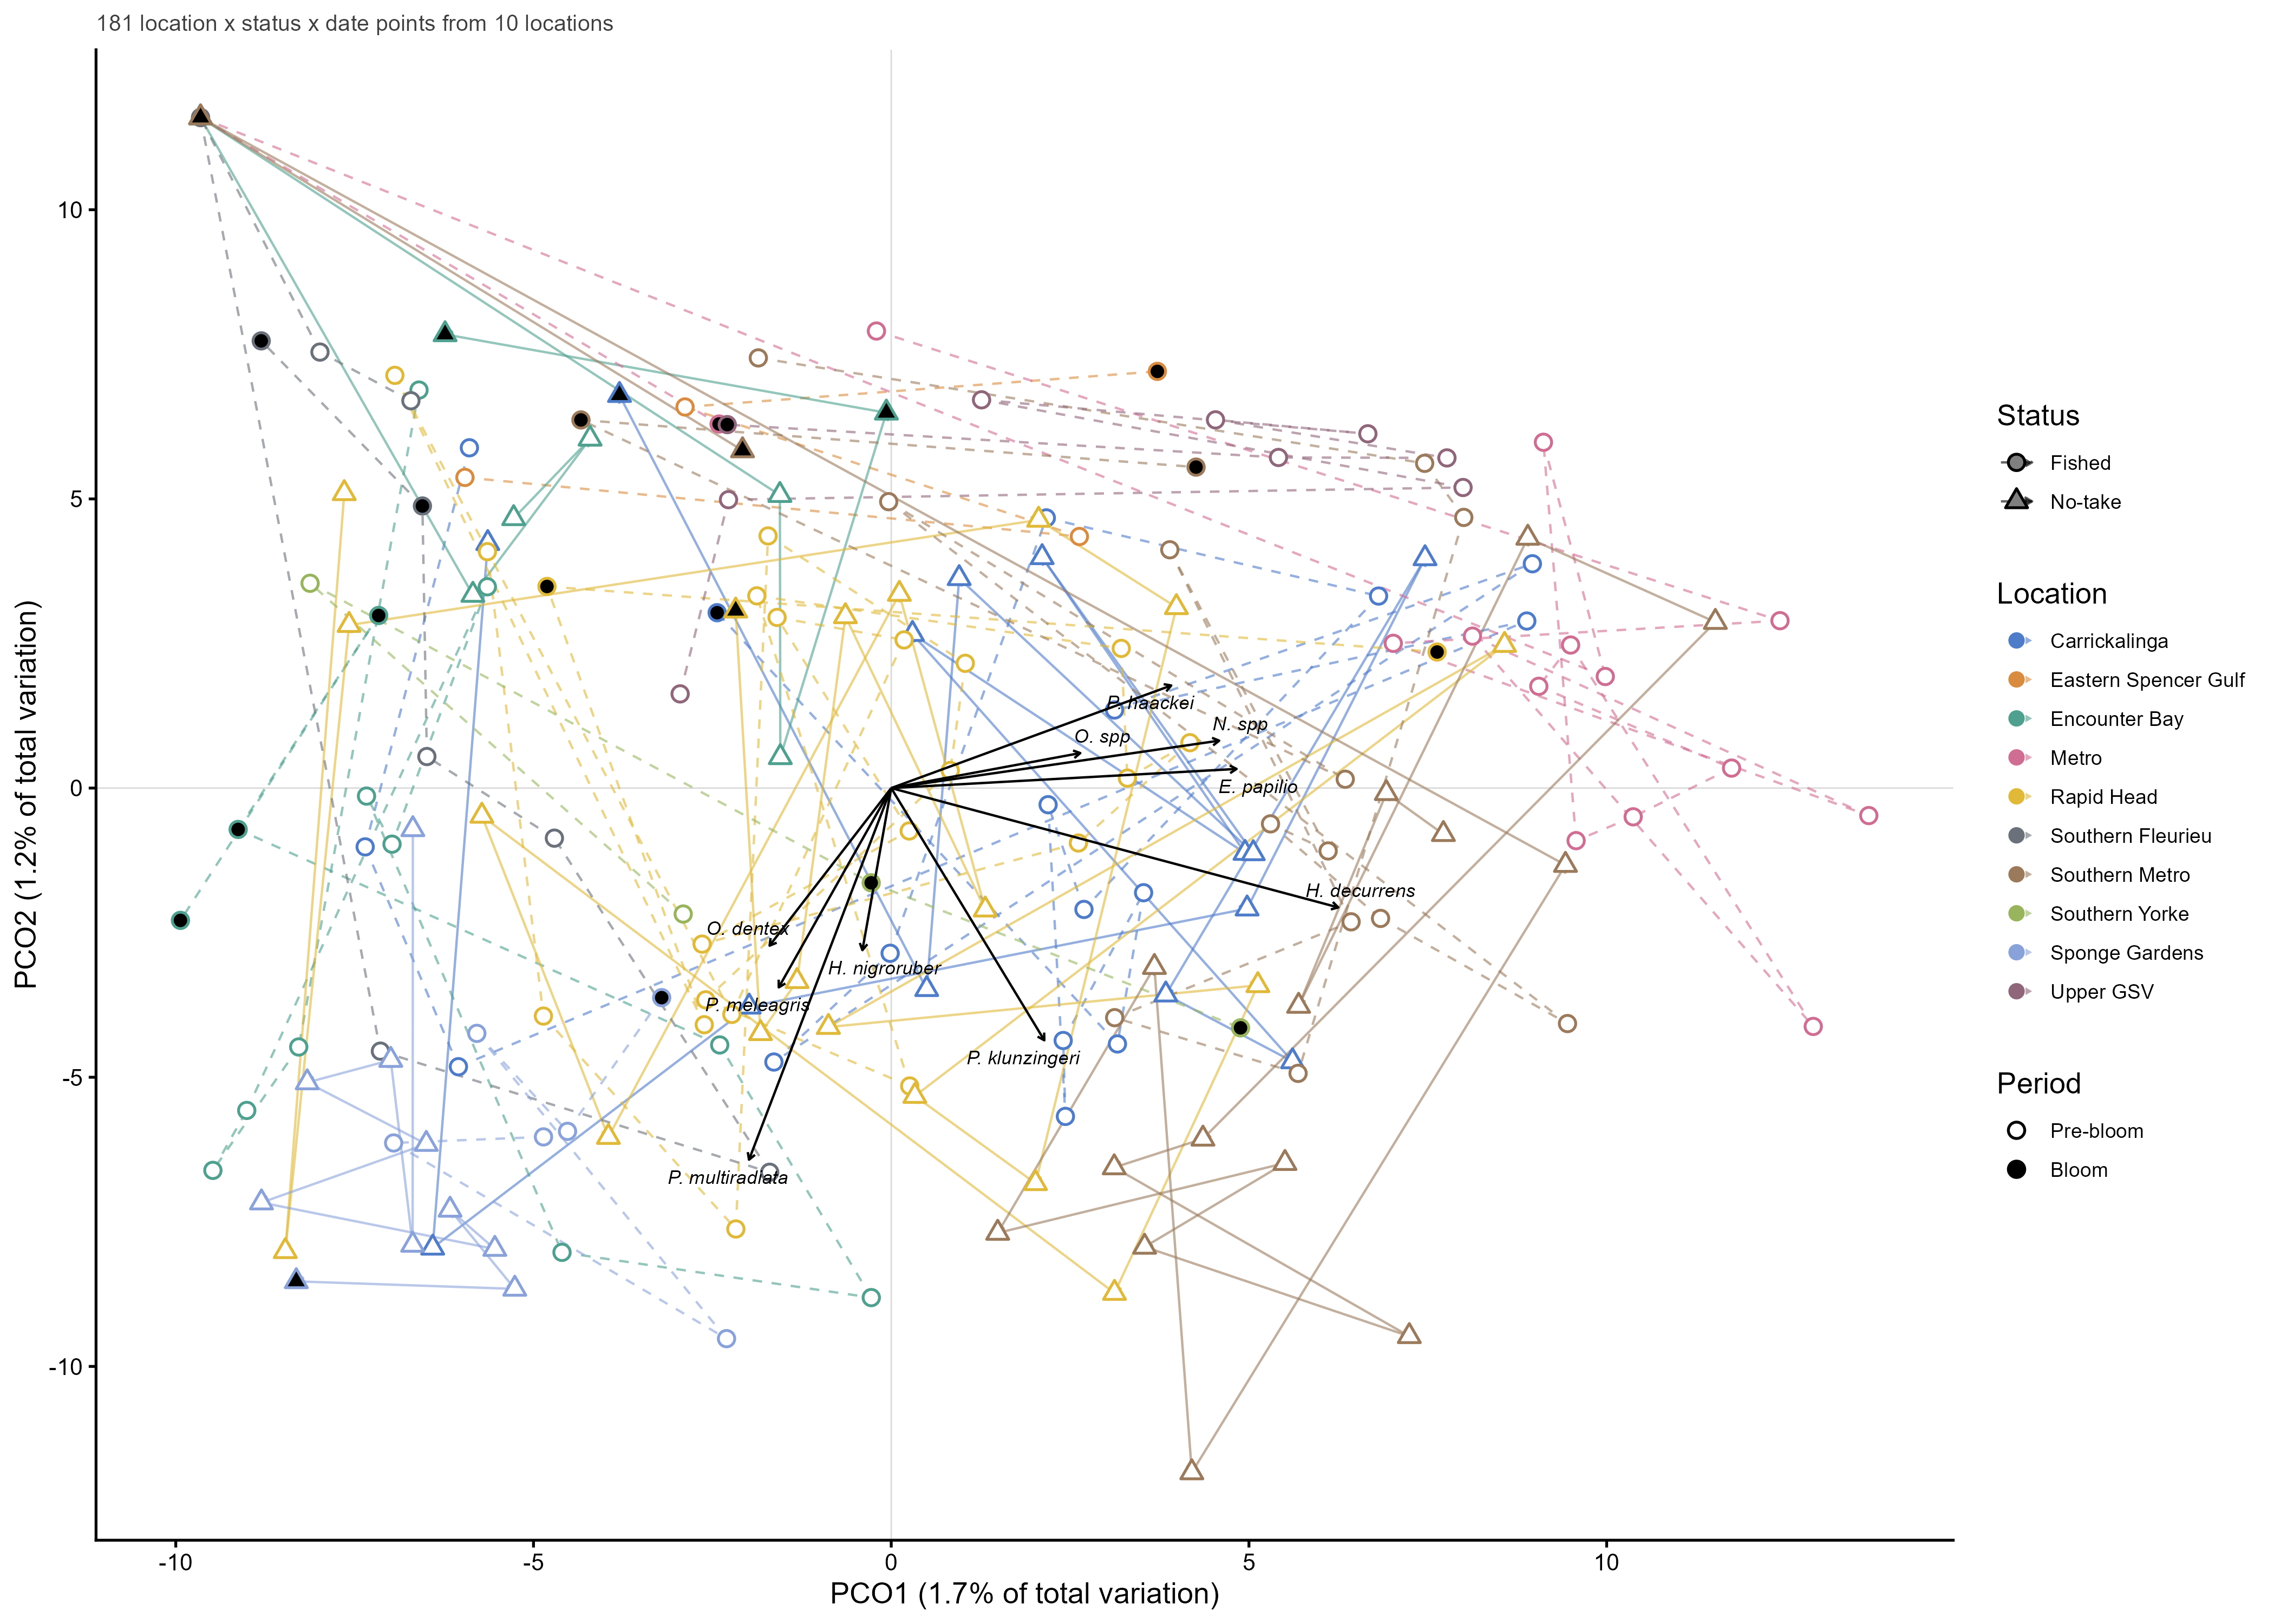 181 location x status x date points from 10 locations
PCO2 (1.2% of total variation)
10
5
0
-5
-10
P. haackei
N. spp
O. spp
E. papilio
H. decurrens
O. dentex
H. nigroruber
P. meleagris
P. klunzingeri
P. multiradiata
-10
-5
0
5
10
PCO1 (1.7% of total variation)
Status
Fished
No-take
Location
Carrickalinga
Eastern Spencer Gulf
Encounter Bay
Metro
Rapid Head
Southern Fleurieu
Southern Metro
Southern Yorke
Sponge Gardens
Upper GSV
Period
Pre-bloom
Bloom